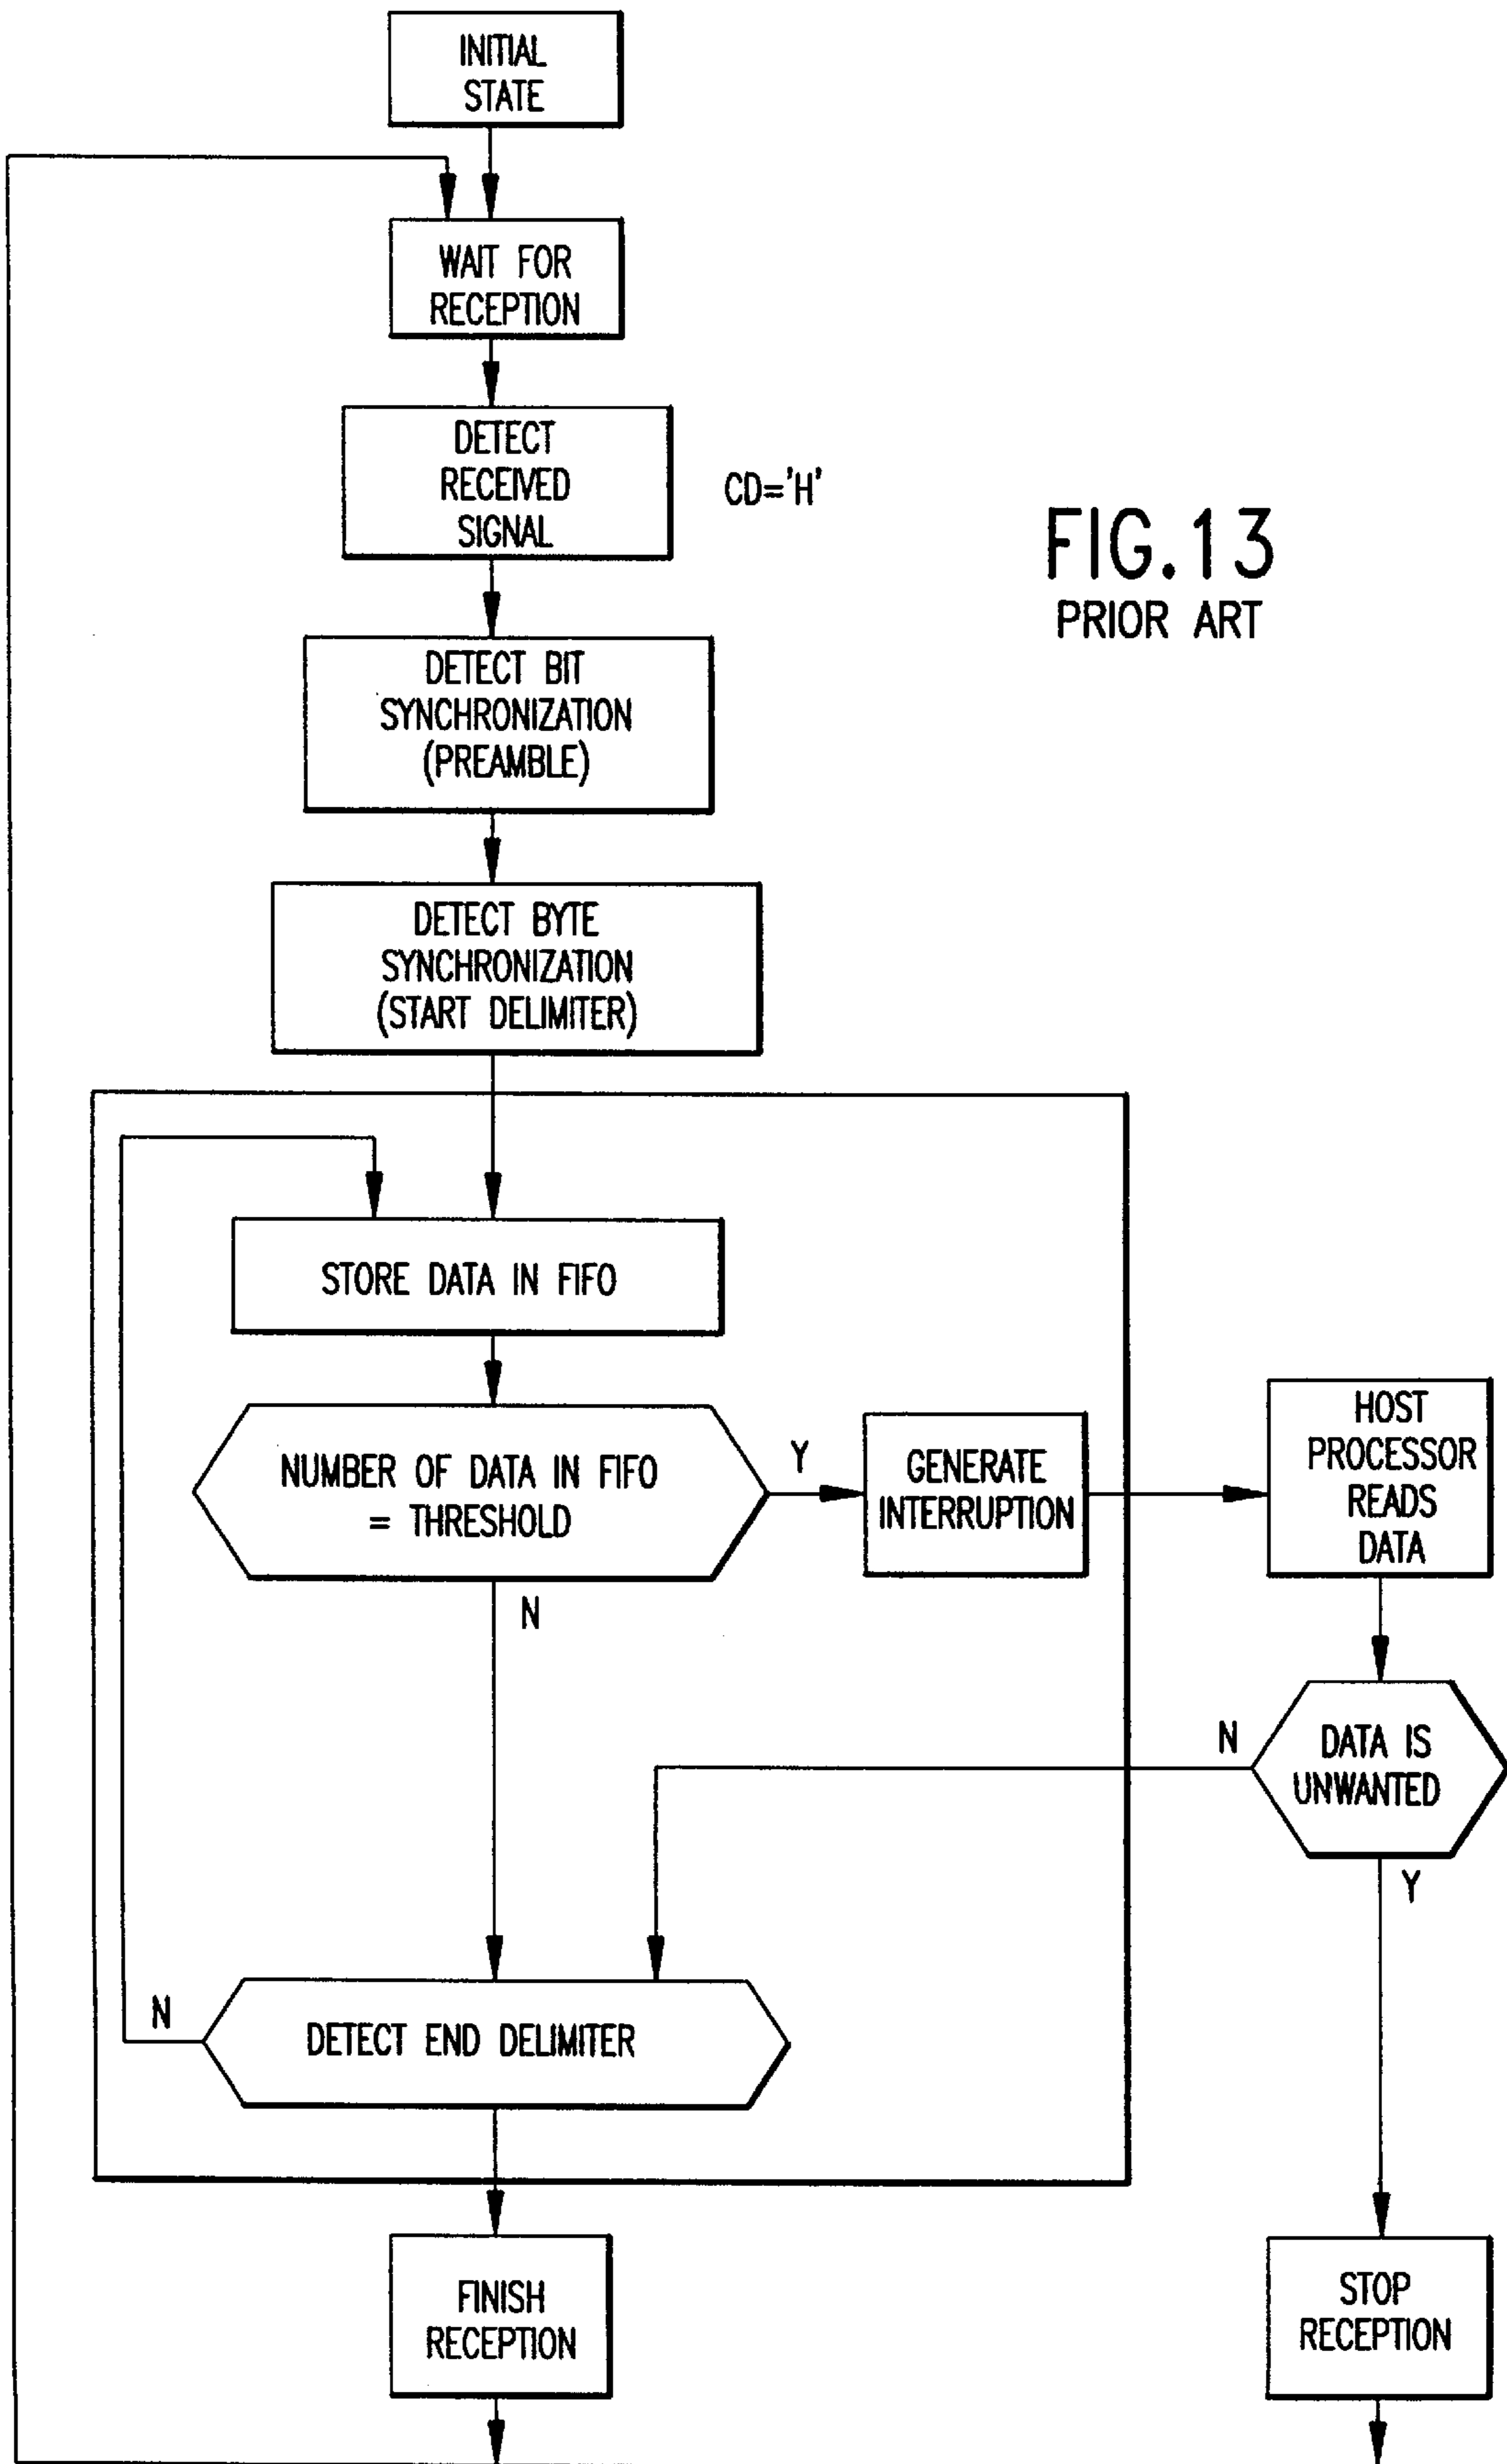 INITIAL
STATE
WAIT FOR
RECEPTION
DETECT
RECEIVED
SIGNAL
CD='H'
FIG.13
PRIOR ART
DETECT BIT
SYNCHRONIZATION
(PREAMBLE)
DETECT BYTE
SYNCHRONIZATION
(START DELIMITER)
STORE DATA IN FIFO
NUMBER OF DATA IN FIFO
= THRESHOLD
Y
N
GENERATE
INTERRUPTION
HOST
PROCESSOR
READS
DATA
DATA IS
UNWANTED
N
Y
DETECT END DELIMITER
N
FINISH
RECEPTION
STOP
RECEPTION